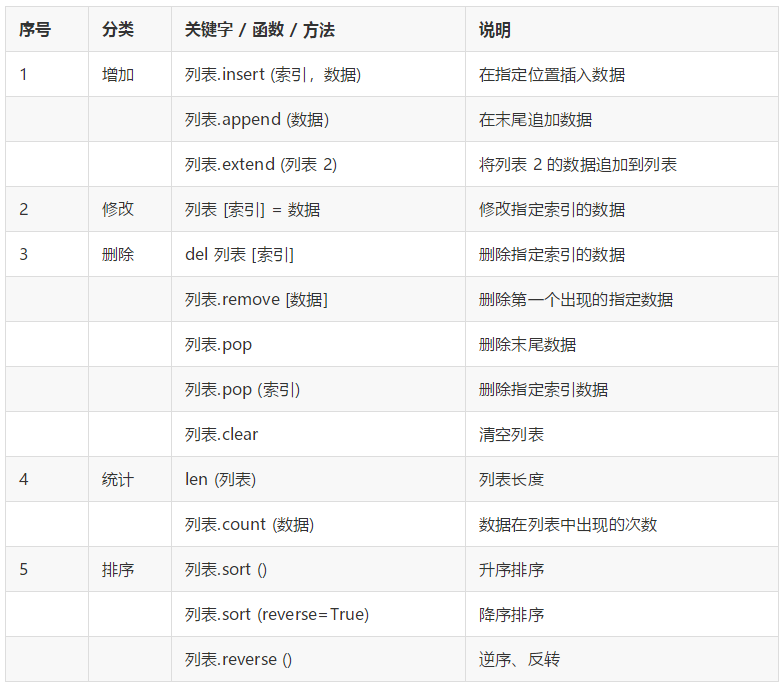 序号 分类 关键字 / 函数 / 方法 说明
1 增加 列表.insert (索引，数据) 在指定位置插入数据
列表.append (数据) 在末尾追加数据
列表.extend (列表 2) 将列表 2 的数据追加到列表
2 修改 列表 [索引] = 数据 修改指定索引的数据
3 删除 del 列表 [索引] 删除指定索引的数据
列表.remove [数据] 删除第一个出现的指定数据
列表.pop 删除末尾数据
列表.pop (索引) 删除指定索引数据
列表.clear 清空列表
4 统计 len (列表) 列表长度
列表.count (数据) 数据在列表中出现的次数
5 排序 列表.sort () 升序排序
列表.sort (reverse=True) 降序排序
列表.reverse () 逆序、反转